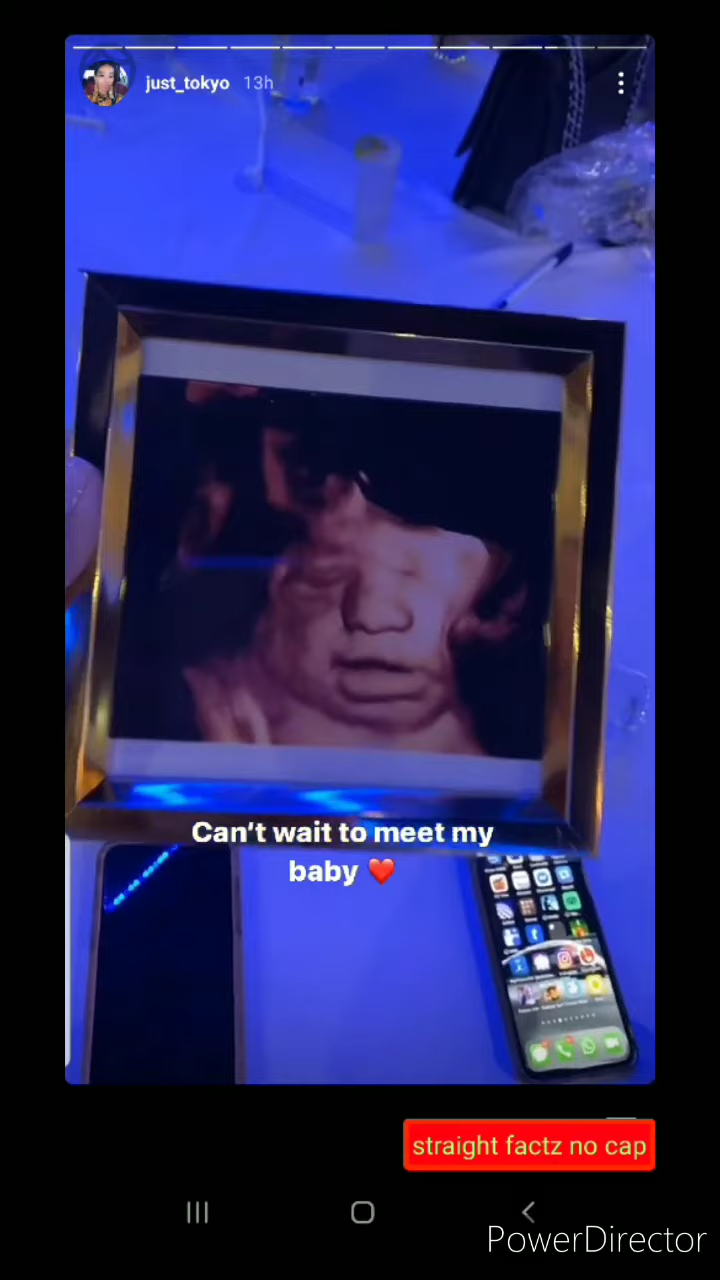 just_tokyo 13h
Can't wait to meet my
baby ❤️
straight factz no cap
PowerDirector